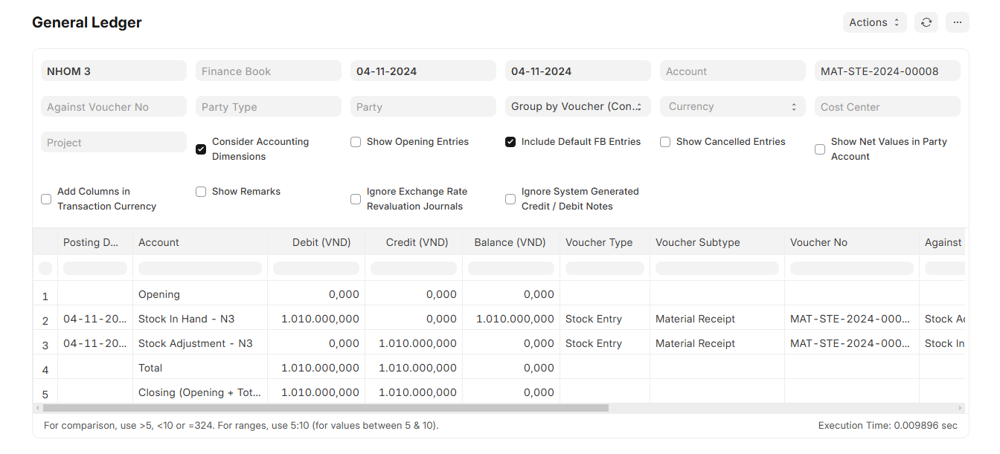 General Ledger
Actions
NHOM 3 Finance Book 04-11-2024 04-11-2024 Account MAT-STE-2024-00008
Against Voucher No Party Type Party Group by Voucher (Con... Currency Cost Center
Project
Consider Accounting Dimensions
Show Opening Entries
Include Default FB Entries
Show Cancelled Entries
Show Net Values in Party Account
Add Columns in Transaction Currency
Show Remarks
Ignore Exchange Rate Revaluation Journals
Ignore System Generated Credit / Debit Notes
Posting D... Account Debit (VND) Credit (VND) Balance (VND) Voucher Type Voucher Subtype Voucher No Against
1 Opening 0,000 0,000 0,000
2 04-11-20... Stock In Hand - N3 1.010.000,000 0,000 1.010.000,000 Stock Entry Material Receipt MAT-STE-2024-000... Stock Ad
3 04-11-20... Stock Adjustment - N3 0,000 1.010.000,000 0,000 Stock Entry Material Receipt MAT-STE-2024-000... Stock In
4 Total 1.010.000,000 1.010.000,000 0,000
5 Closing (Opening + Tot... 1.010.000,000 1.010.000,000 0,000
For comparison, use >5, <10 or =324. For ranges, use 5:10 (for values between 5 & 10). Execution Time: 0.009896 sec